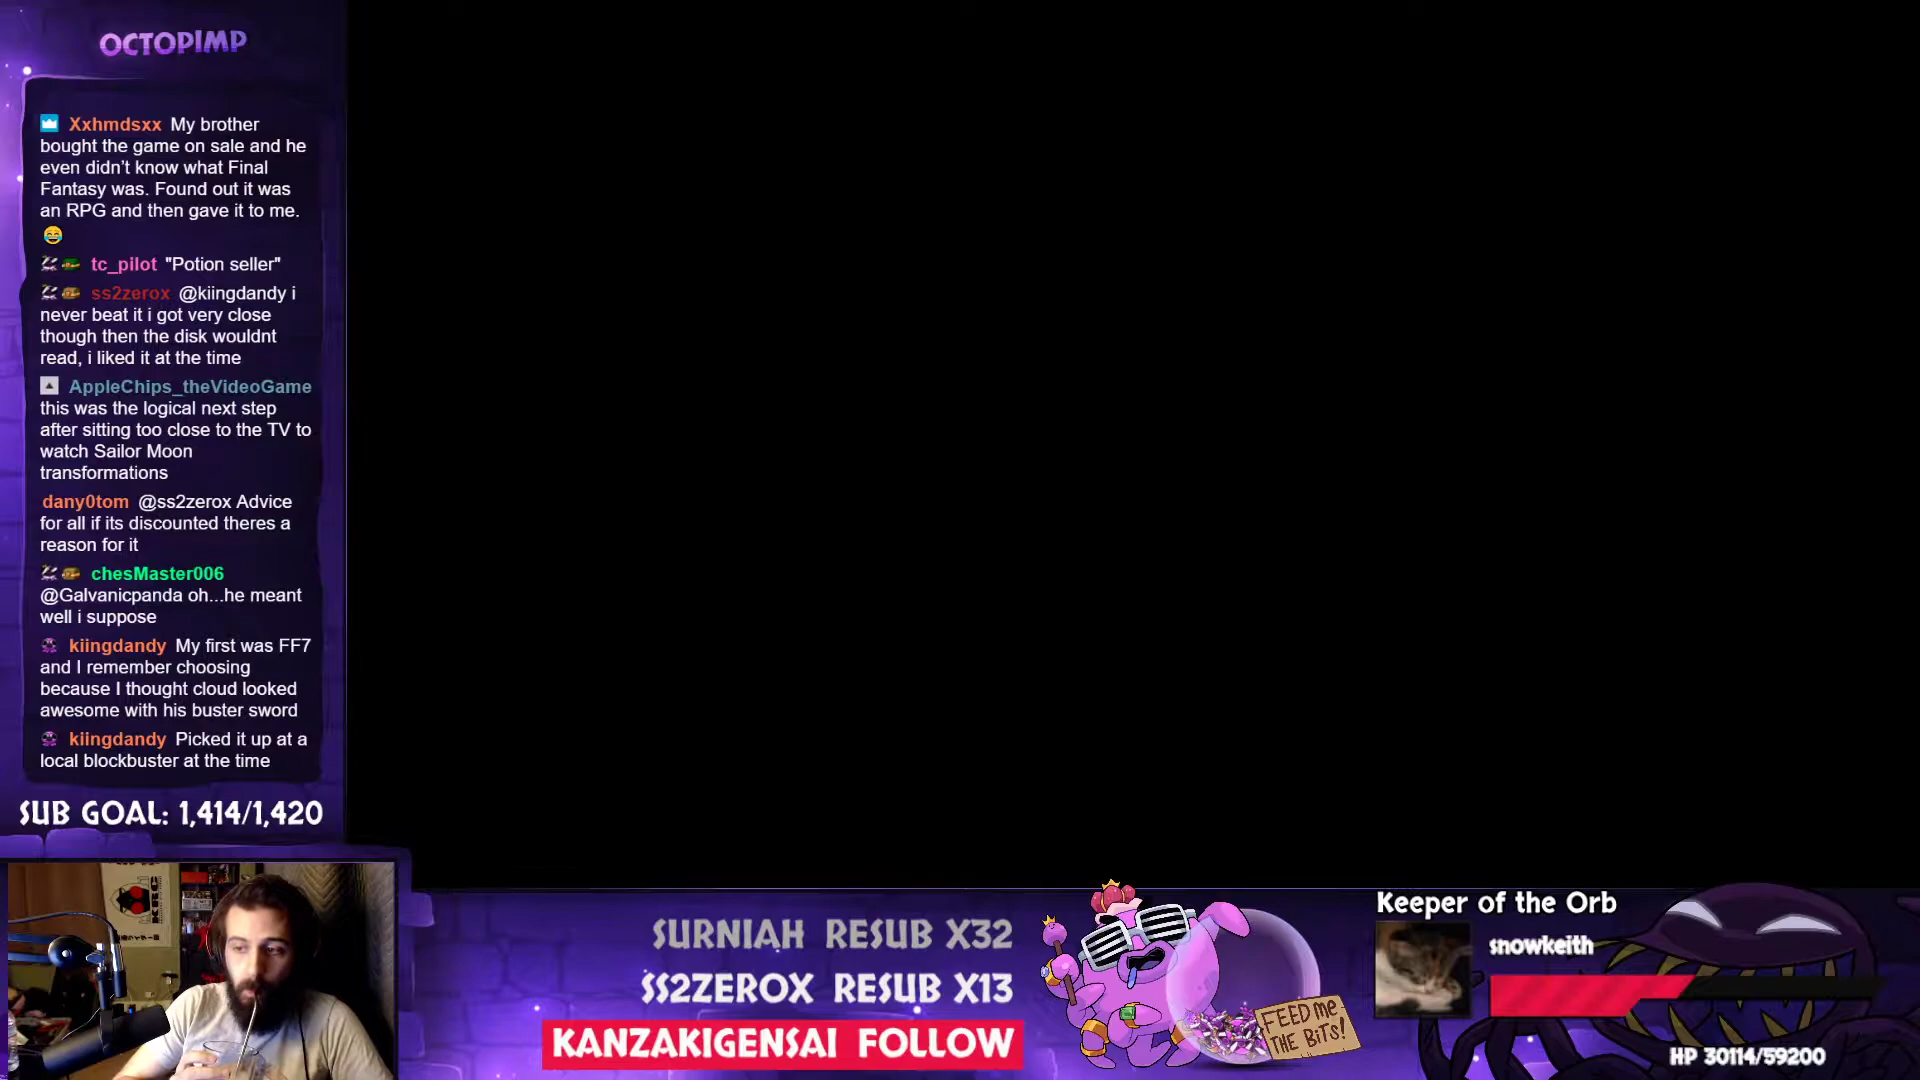 OCTOPIMP
Xxhmdsxx My brother
bought the game on sale and he
even didn't know what Final
Fantasy was. Found out it was
an RPG and then gave it to me.
😂
tc_pilot "Potion seller"
ss2zerox @kiingdandy i
never beat it i got very close
though then the disk wouldnt
read, i liked it at the time
AppleChips_theVideoGame
this was the logical next step
after sitting too close to the TV to
watch Sailor Moon
transformations
dany0tom @ss2zerox Advice
for all if its discounted theres a
reason for it
chesMaster006
@Galvanicpanda oh...he meant
well i suppose
kiingdandy My first was FF7
and I remember choosing
because I thought cloud looked
awesome with his buster sword
kiingdandy Picked it up at a
local blockbuster at the time
SUB GOAL: 1,414/1,420
SURNIAH RESUB X32
SS2ZEROX RESUB X13
KANZAKIGENSAI FOLLOW
FEED ME
THE BITS!
Keeper of the Orb
snowkeith
HP 30114/59200